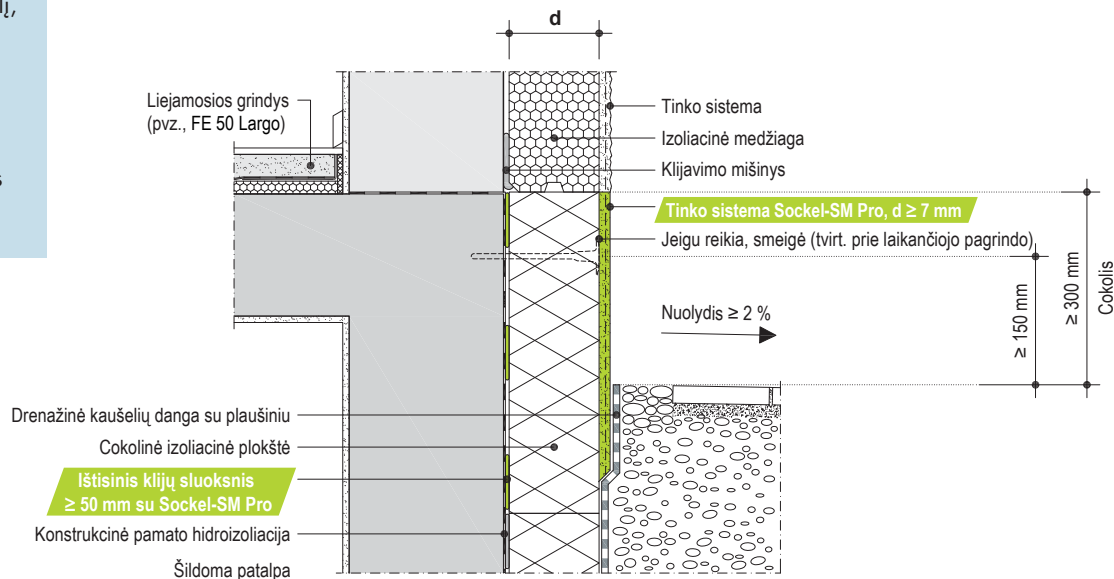 lį,
s
d
Liejamosios grindys
(pvz., FE 50 Largo)
Tinko sistema
Izoliacinė medžiaga
Klijavimo mišinys
Tinko sistema Sockel-SM Pro, d ≥ 7 mm
Jeigu reikia, smeigė (tvirt. prie laikančiojo pagrindo)
Nuolydis ≥ 2 %
≥ 150 mm
≥ 300 mm
Cokolis
Drenažinė kaušelių danga su plaušiniu
Cokolinė izoliacinė plokštė
Ištisinis klijų sluoksnis
≥ 50 mm su Sockel-SM Pro
Konstrukcinė pamato hidroizoliacija
Šildoma patalpa